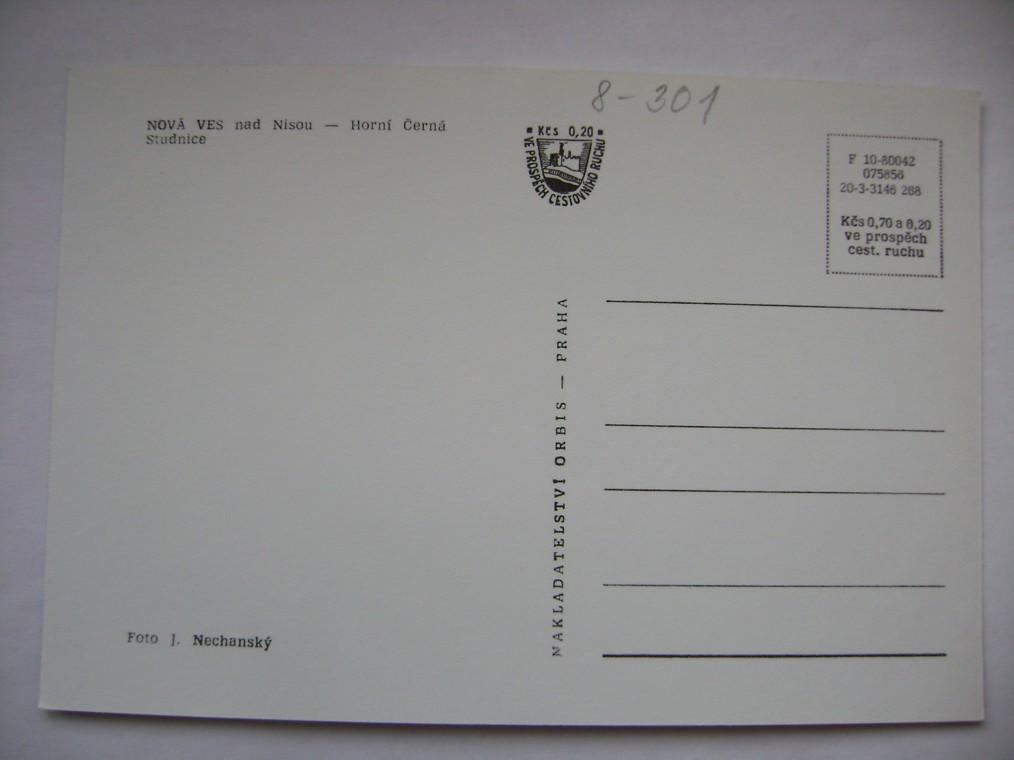 8-301
NOVÁ VES nad Nisou — Horní Černá
Studnice
Kčs 0,20
VE PROSPĚCH CESTOVNÍHO RUCHU
F 10-80042
075858
20-3-3146 288
Kčs 0,70 a 0,20
ve prospěch
cest. ruchu
NAKLADATELSTVÍ ORBIS — PRAHA
Foto J. Nechanský